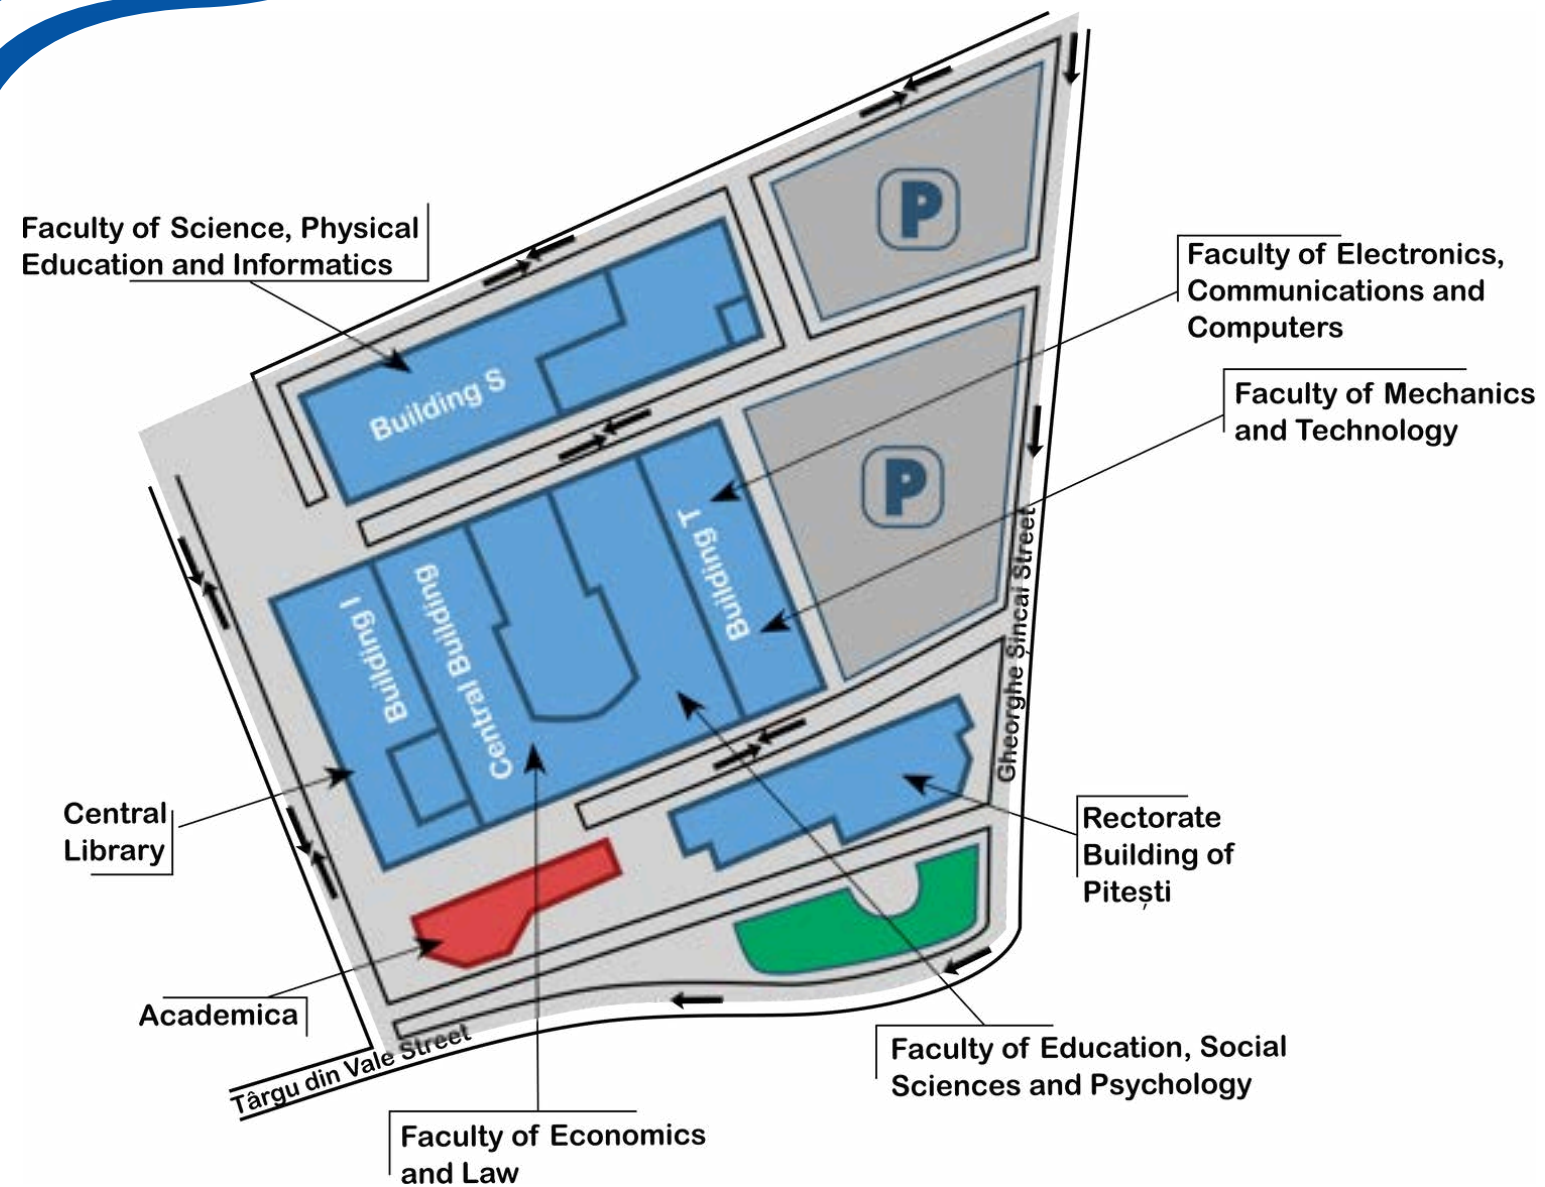 Faculty of Science, Physical
Education and Informatics
P
Faculty of Electronics,
Communications and
Computers
Faculty of Mechanics
and Technology
Building S
P
Building T
Building I
Central Building
Gheorghe Șincai Street
Central
Library
Rectorate
Building of
Pitești
Academica
Faculty of Education, Social
Sciences and Psychology
Târgu din Vale Street
Faculty of Economics
and Law